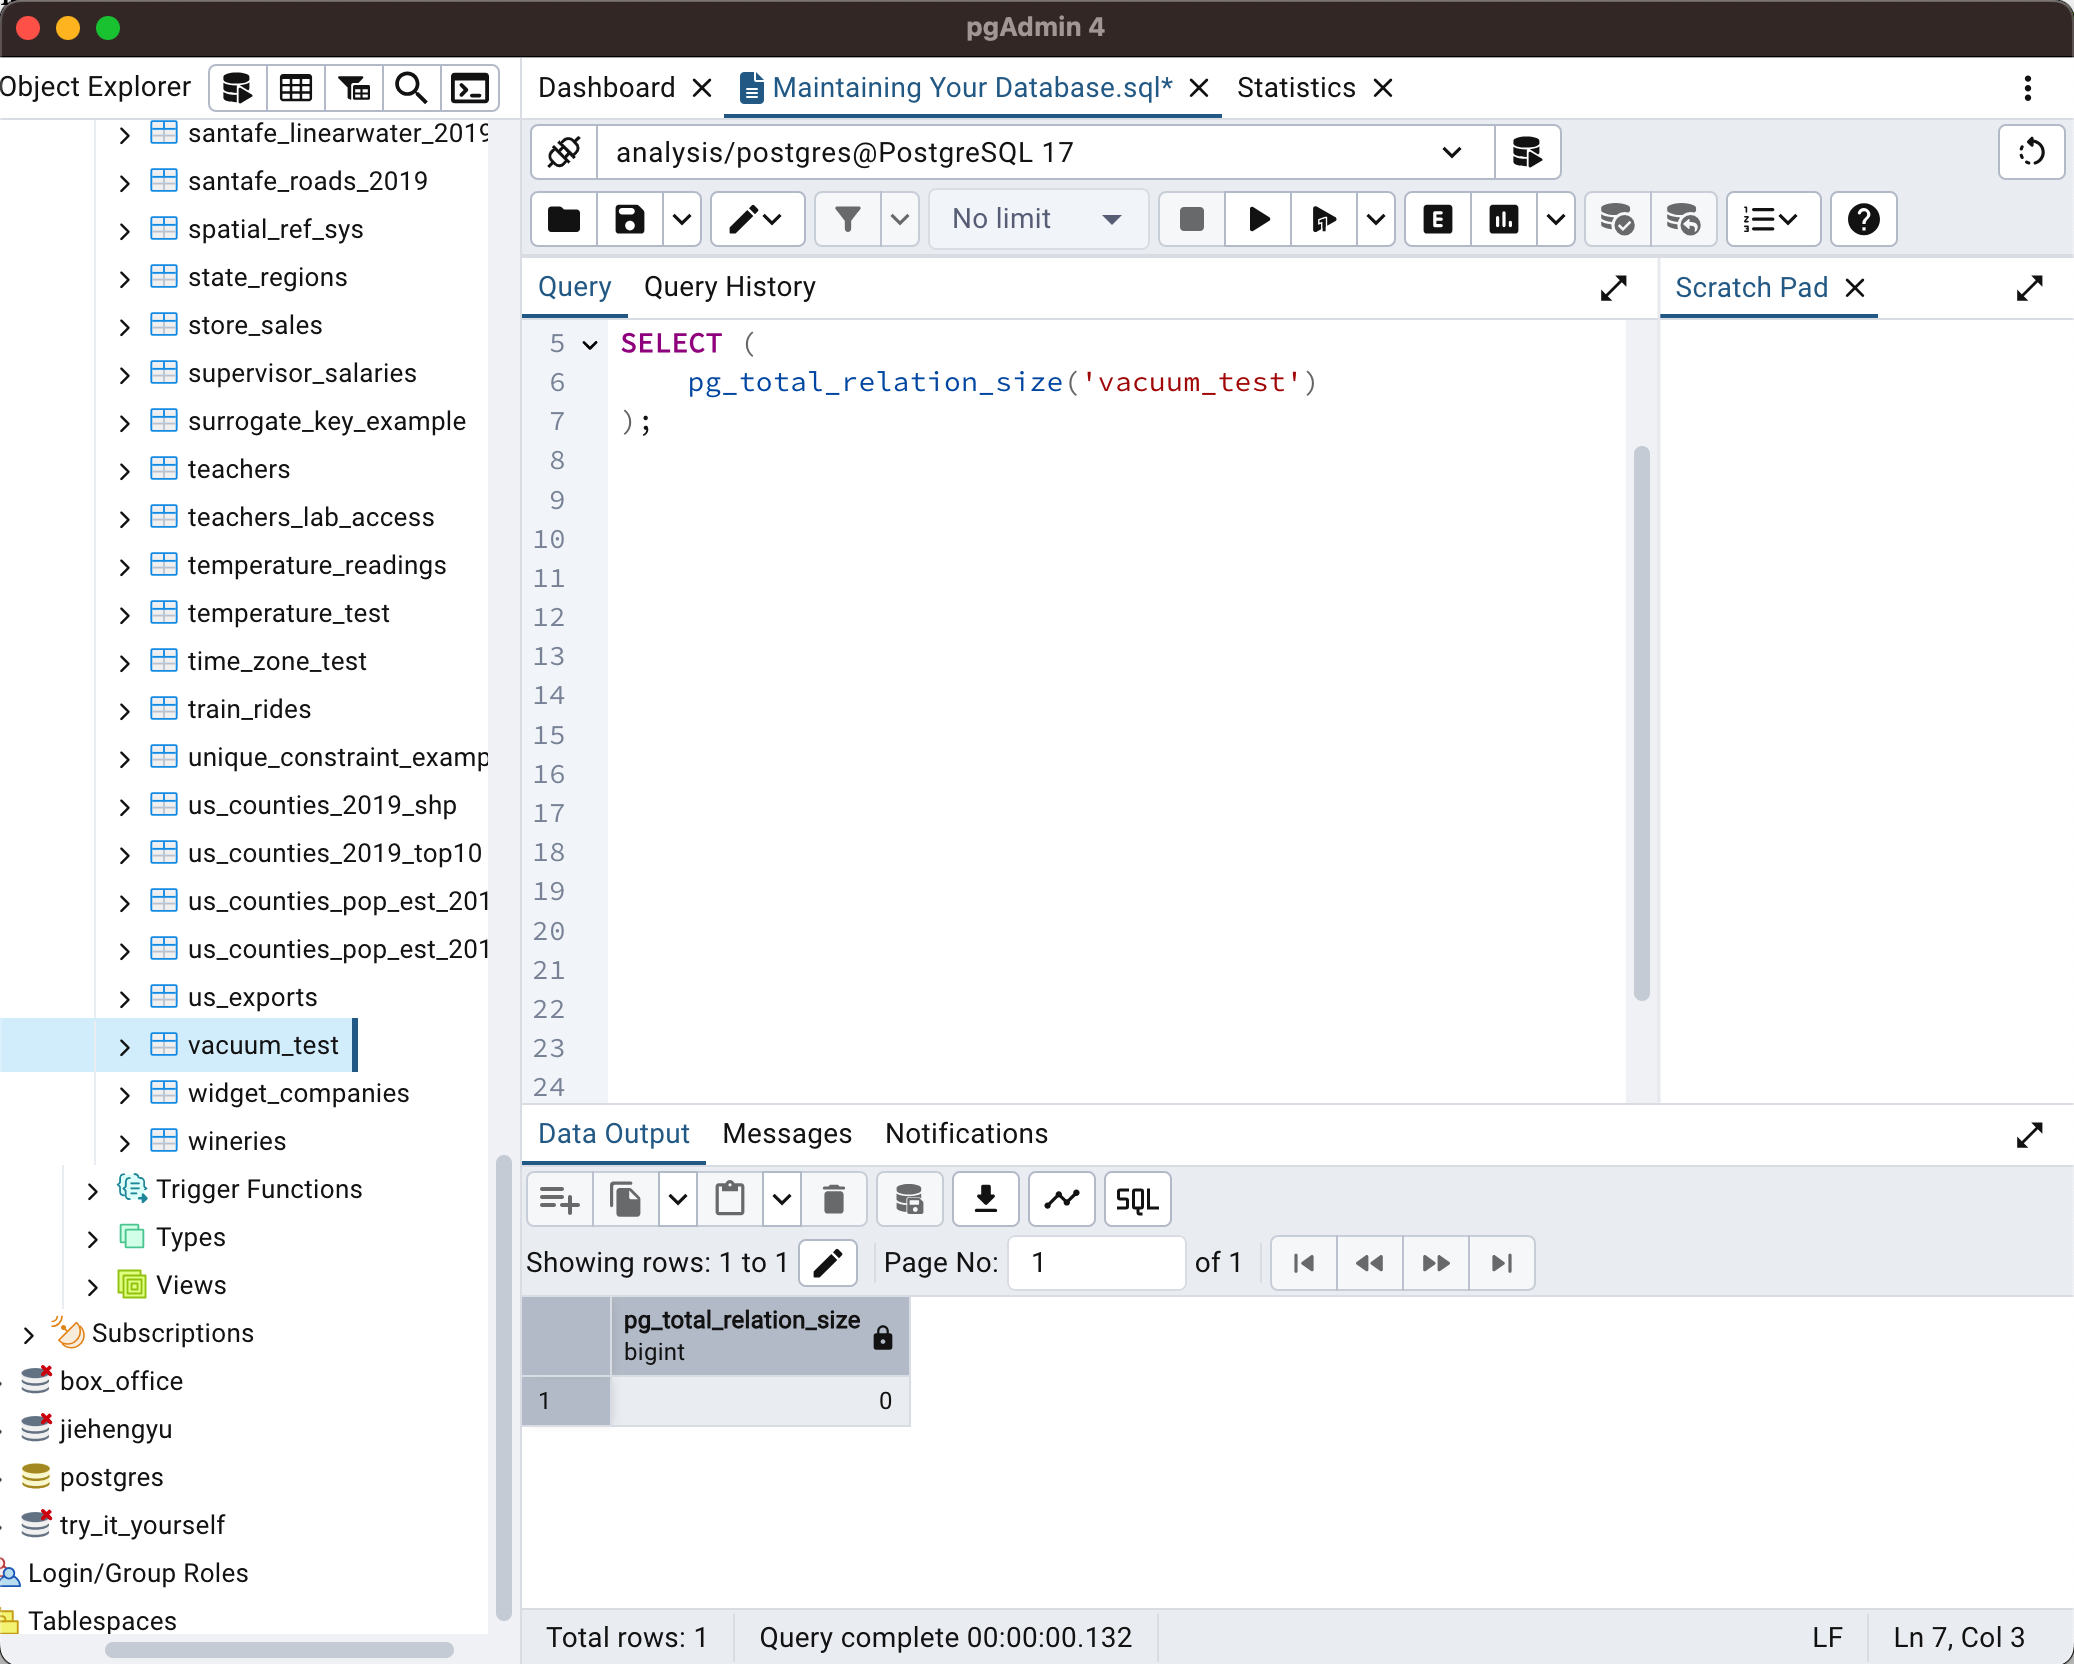 pgAdmin 4
Object Explorer
Dashboard
Maintaining Your Database.sql*
Statistics
santafe_linearwater_2019
santafe_roads_2019
spatial_ref_sys
state_regions
store_sales
supervisor_salaries
surrogate_key_example
teachers
teachers_lab_access
temperature_readings
temperature_test
time_zone_test
train_rides
unique_constraint_examp
us_counties_2019_shp
us_counties_2019_top10
us_counties_pop_est_201
us_counties_pop_est_201
us_exports
vacuum_test
widget_companies
wineries
Trigger Functions
Types
Views
Subscriptions
box_office
jiehengyu
postgres
try_it_yourself
Login/Group Roles
Tablespaces
analysis/postgres@PostgreSQL 17
No limit
E
Query
Query History
Scratch Pad
5 SELECT (
6 pg_total_relation_size('vacuum_test')
7 );
8
9
10
11
12
13
14
15
16
17
18
19
20
21
22
23
24
Data Output
Messages
Notifications
SQL
Showing rows: 1 to 1
Page No: 1 of 1
pg_total_relation_size
bigint
1 0
Total rows: 1
Query complete 00:00:00.132
LF
Ln 7, Col 3